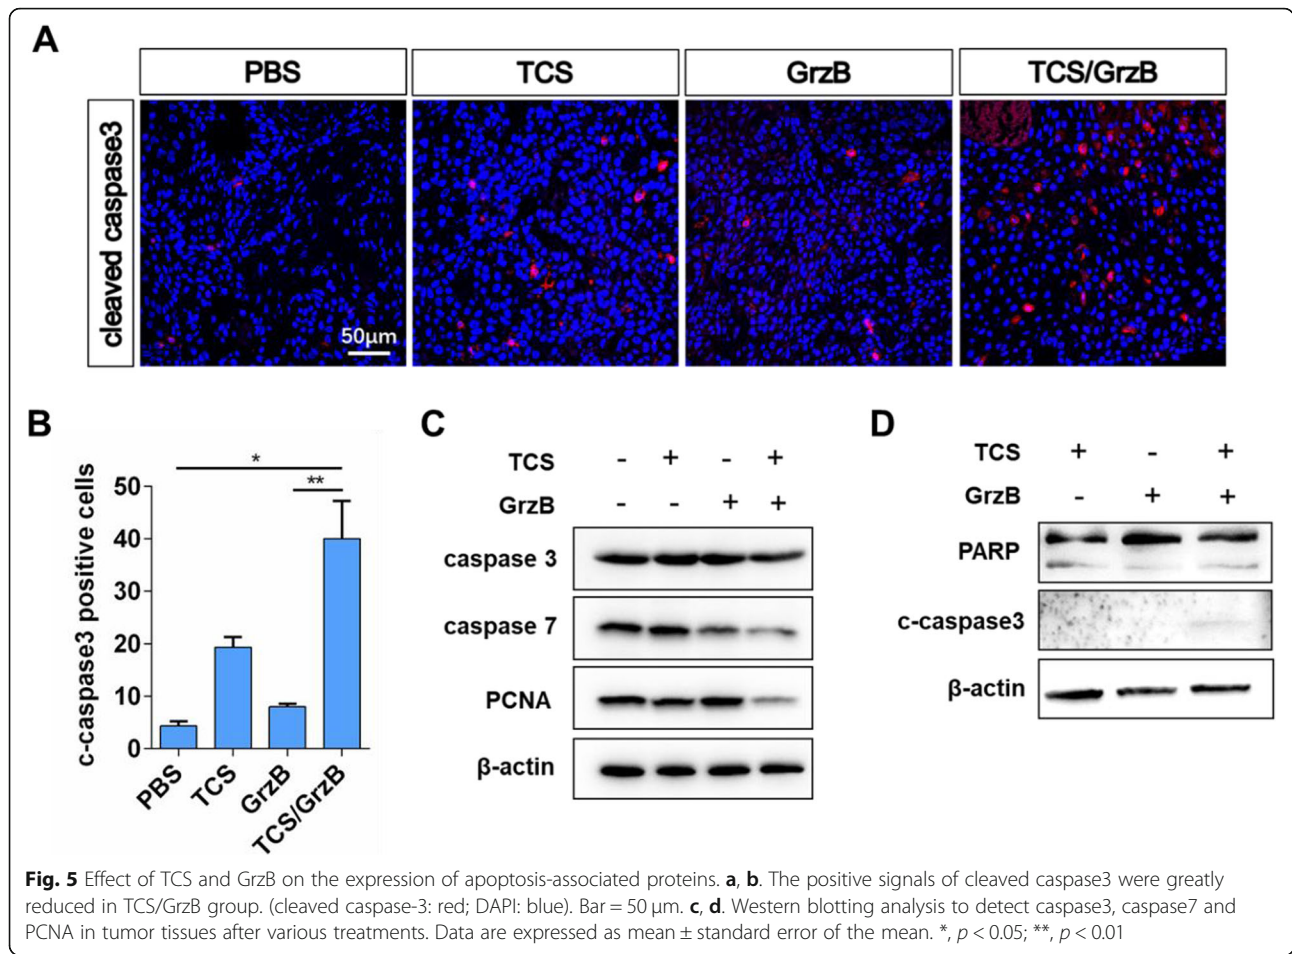 A
PBS TCS GrzB TCS/GrzB
cleaved caspase3
50μm
B
c-caspase3 positive cells
50
40
30
20
10
0
* **
PBS TCS GrzB TCS/GrzB
C
TCS - + - +
GrzB - - + +
caspase 3
caspase 7
PCNA
β-actin
D
TCS + - +
GrzB - + +
PARP
c-caspase3
β-actin
Fig. 5 Effect of TCS and GrzB on the expression of apoptosis-associated proteins. a, b. The positive signals of cleaved caspase3 were greatly
reduced in TCS/GrzB group. (cleaved caspase-3: red; DAPI: blue). Bar = 50 μm. c, d. Western blotting analysis to detect caspase3, caspase7 and
PCNA in tumor tissues after various treatments. Data are expressed as mean ± standard error of the mean. *, p < 0.05; **, p < 0.01